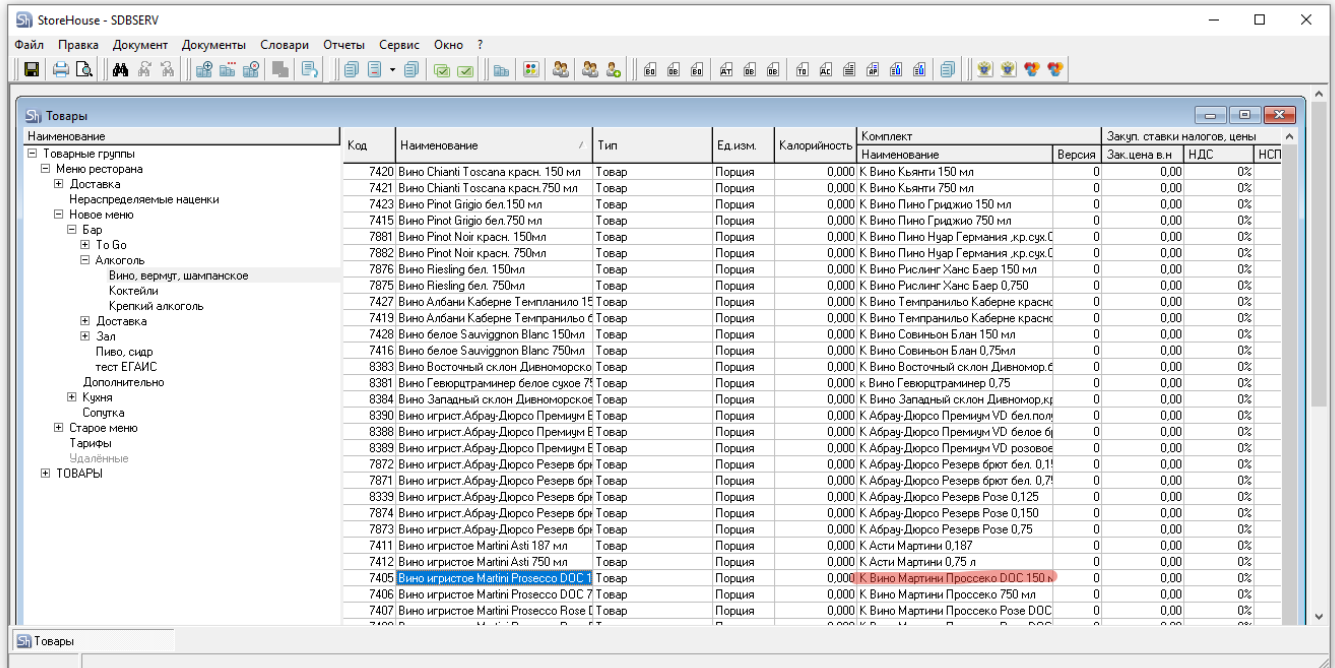 StoreHouse - SDBSERV
Файл Правка Документ Документы Словари Отчеты Сервис Окно ?
Товары
Наименование
Товарные группы
Меню ресторана
Доставка
Нераспределяемые наценки
Новое меню
Бар
To Go
Алкоголь
Вино, вермут, шампанское
Коктейли
Крепкий алкоголь
Доставка
Зал
Пиво, сидр
тест ЕГАИС
Дополнительно
Кухня
Сопутка
Старое меню
Тарифы
Удалённые
ТОВАРЫ
Код Наименование Тип Ед.изм. Калорийность Комплект Закуп. ставки налогов, цены
Наименование Версия Зак.цена в.н НДС НСП
7420 Вино Chianti Toscana красн. 150 мл Товар Порция 0,000 К Вино Кьянти 150 мл 0 0,00 0%
7421 Вино Chianti Toscana красн.750 мл Товар Порция 0,000 К Вино Кьянти 750 мл 0 0,00 0%
7423 Вино Pinot Grigio бел.150 мл Товар Порция 0,000 К Вино Пино Гриджио 150 мл 0 0,00 0%
7415 Вино Pinot Grigio бел.750 мл Товар Порция 0,000 К Вино Пино Гриджио 750 мл 0 0,00 0%
7881 Вино Pinot Noir красн. 150мл Товар Порция 0,000 К Вино Пино Нуар Германия ,кр.сух.0 0 0,00 0%
7882 Вино Pinot Noir красн. 750мл Товар Порция 0,000 К Вино Пино Нуар Германия ,кр.сух.0 0 0,00 0%
7876 Вино Riesling бел. 150мл Товар Порция 0,000 К Вино Рислинг Ханс Баер 150 мл 0 0,00 0%
7875 Вино Riesling бел. 750мл Товар Порция 0,000 К Вино Рислинг Ханс Баер 0,750 0 0,00 0%
7427 Вино Албани Каберне Темпланило 15 Товар Порция 0,000 К Вино Темпранильо Каберне красно 0 0,00 0%
7419 Вино Албани Каберне Темпранильо Товар Порция 0,000 К Вино Темпранильо Каберне красно 0 0,00 0%
7428 Вино белое Sauviggnon Blanc 150мл Товар Порция 0,000 К Вино Совиньон Блан 150 мл 0 0,00 0%
7416 Вино белое Sauviggnon Blanc 750мл Товар Порция 0,000 К Вино Совиньон Блан 0,75мл 0 0,00 0%
8383 Вино Восточный склон Дивноморско Товар Порция 0,000 К Вино Восточный склон Дивномор.б 0 0,00 0%
8381 Вино Гевюрцтраминер белое сухое 75 Товар Порция 0,000 к Вино Гевюрцтраминер 0,75 0 0,00 0%
8384 Вино Западный склон Дивноморское Товар Порция 0,000 К Вино Западный склон Дивномор,кр 0 0,00 0%
8390 Вино игрист.Абрау-Дюрсо Премиум Товар Порция 0,000 К Абрау-Дюрсо Премиум VD бел.пол 0 0,00 0%
8388 Вино игрист.Абрау-Дюрсо Премиум Товар Порция 0,000 К Абрау-Дюрсо Премиум VD белое б 0 0,00 0%
8389 Вино игрист.Абрау-Дюрсо Премиум Товар Порция 0,000 К Абрау-Дюрсо Премиум VD розовое 0 0,00 0%
7872 Вино игрист.Абрау-Дюрсо Резерв брю Товар Порция 0,000 К Абрау-Дюрсо Резерв брют бел. 0,1 0 0,00 0%
7871 Вино игрист.Абрау-Дюрсо Резерв брю Товар Порция 0,000 К Абрау-Дюрсо Резерв брют бел. 0,7 0 0,00 0%
8339 Вино игрист.Абрау-Дюрсо Резерв брю Товар Порция 0,000 К Абрау-Дюрсо Резерв Розе 0,125 0 0,00 0%
7874 Вино игрист.Абрау-Дюрсо Резерв брю Товар Порция 0,000 К Абрау-Дюрсо Резерв Розе 0,150 0 0,00 0%
7873 Вино игрист.Абрау-Дюрсо Резерв брю Товар Порция 0,000 К Абрау-Дюрсо Резерв Розе 0,75 0 0,00 0%
7411 Вино игристое Martini Asti 187 мл Товар Порция 0,000 К Асти Мартини 0,187 0 0,00 0%
7412 Вино игристое Martini Asti 750 мл Товар Порция 0,000 К Асти Мартини 0,75 л 0 0,00 0%
7405 Вино игристое Martini Prosecco DOC 1 Товар Порция 0,000 К Вино Мартини Проссеко DOC 150 м 0 0,00 0%
7406 Вино игристое Martini Prosecco DOC 7 Товар Порция 0,000 К Вино Мартини Проссеко 750 мл 0 0,00 0%
7407 Вино игристое Martini Prosecco Rose D Товар Порция 0,000 К Вино Мартини Проссеко Розе DOC 0 0,00 0%
Товары